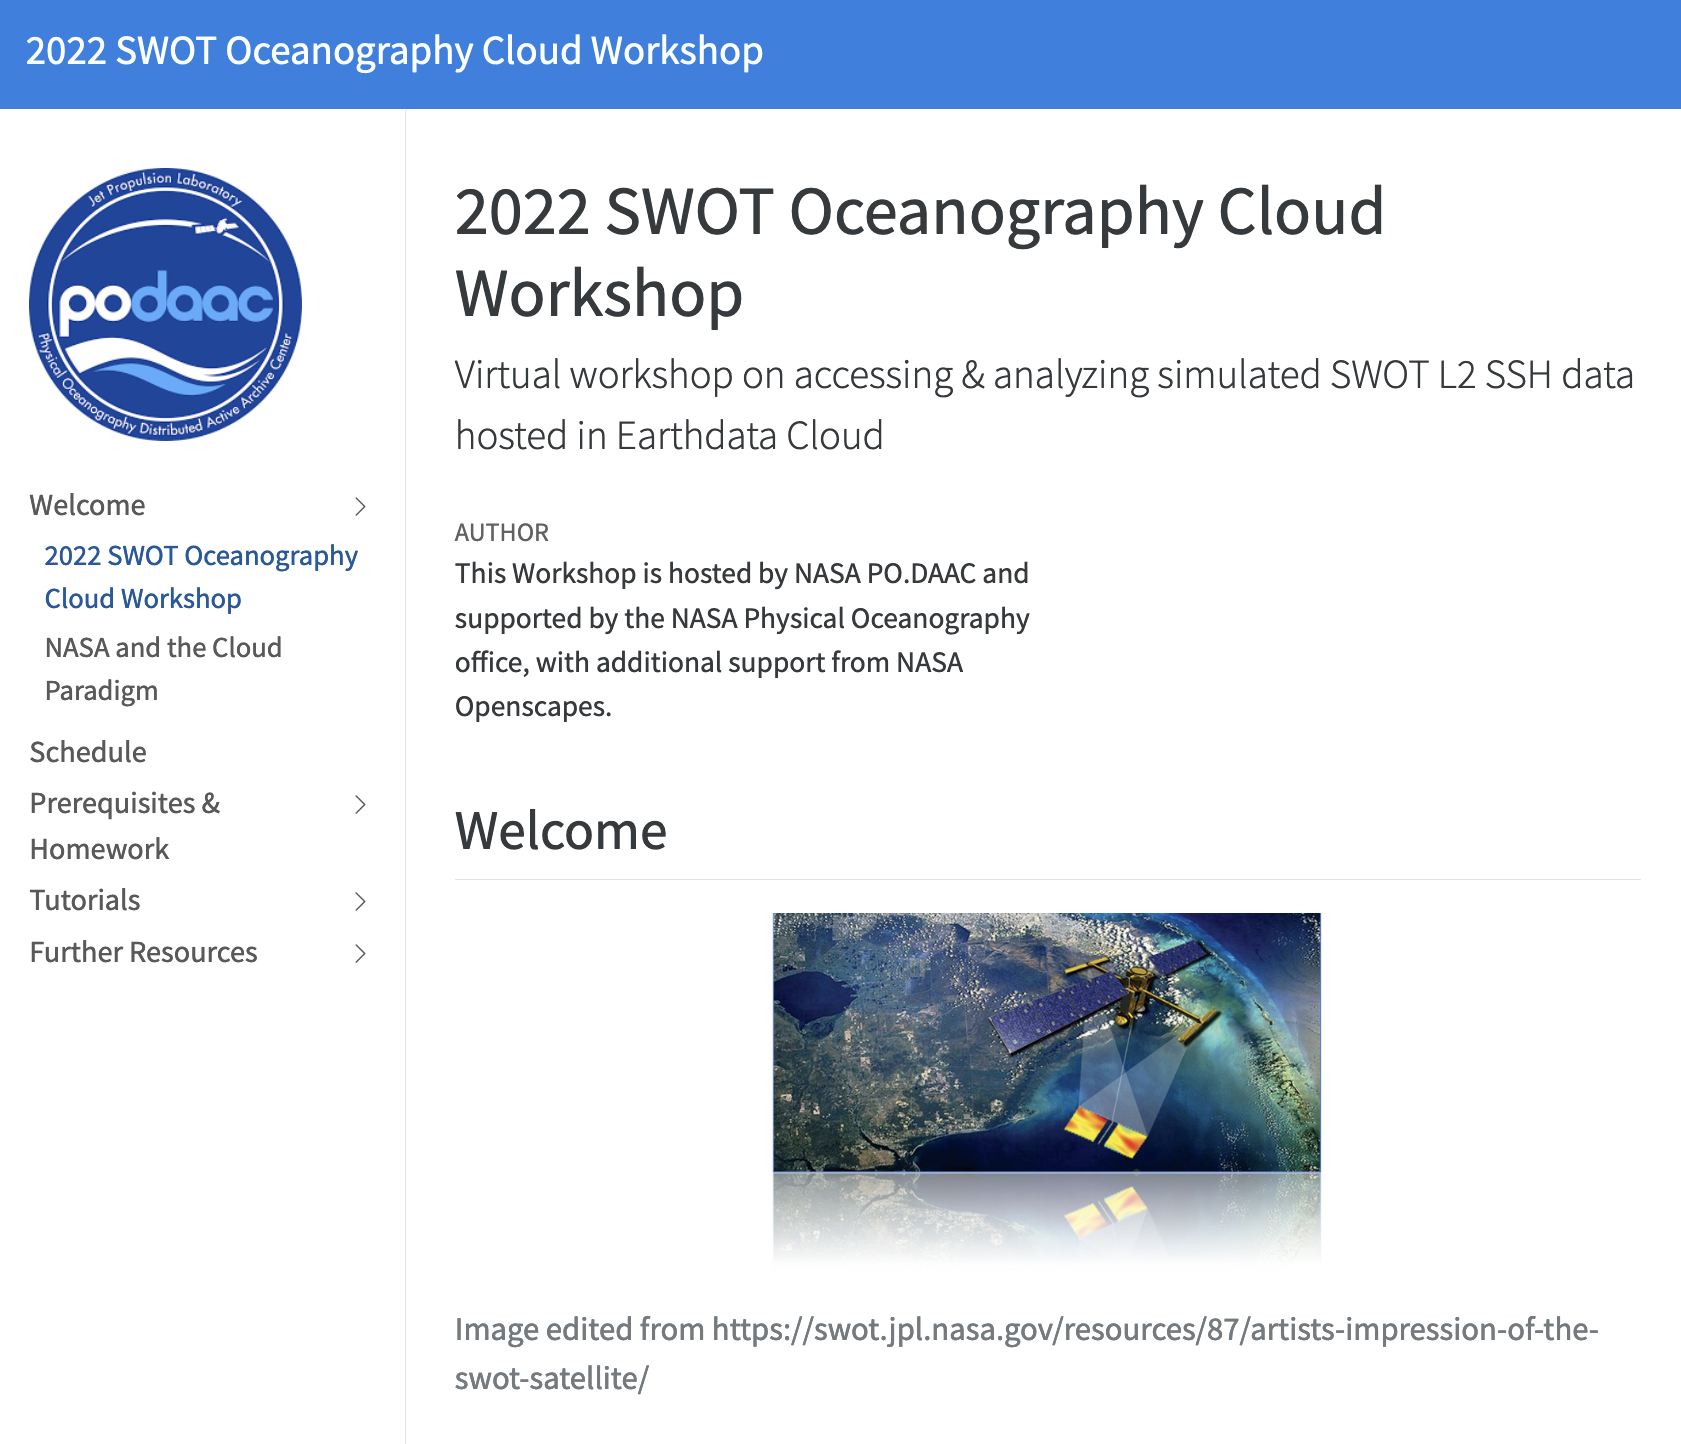 2022 SWOT Oceanography Cloud Workshop
Jet Propulsion Laboratory
podaac
Physical Oceanography Distributed Active Archive Center
Welcome
2022 SWOT Oceanography
Cloud Workshop
NASA and the Cloud
Paradigm
Schedule
Prerequisites &
Homework
Tutorials
Further Resources
2022 SWOT Oceanography Cloud
Workshop
Virtual workshop on accessing & analyzing simulated SWOT L2 SSH data
hosted in Earthdata Cloud
AUTHOR
This Workshop is hosted by NASA PO.DAAC and
supported by the NASA Physical Oceanography
office, with additional support from NASA
Openscapes.
Welcome
Image edited from https://swot.jpl.nasa.gov/resources/87/artists-impression-of-the-
swot-satellite/